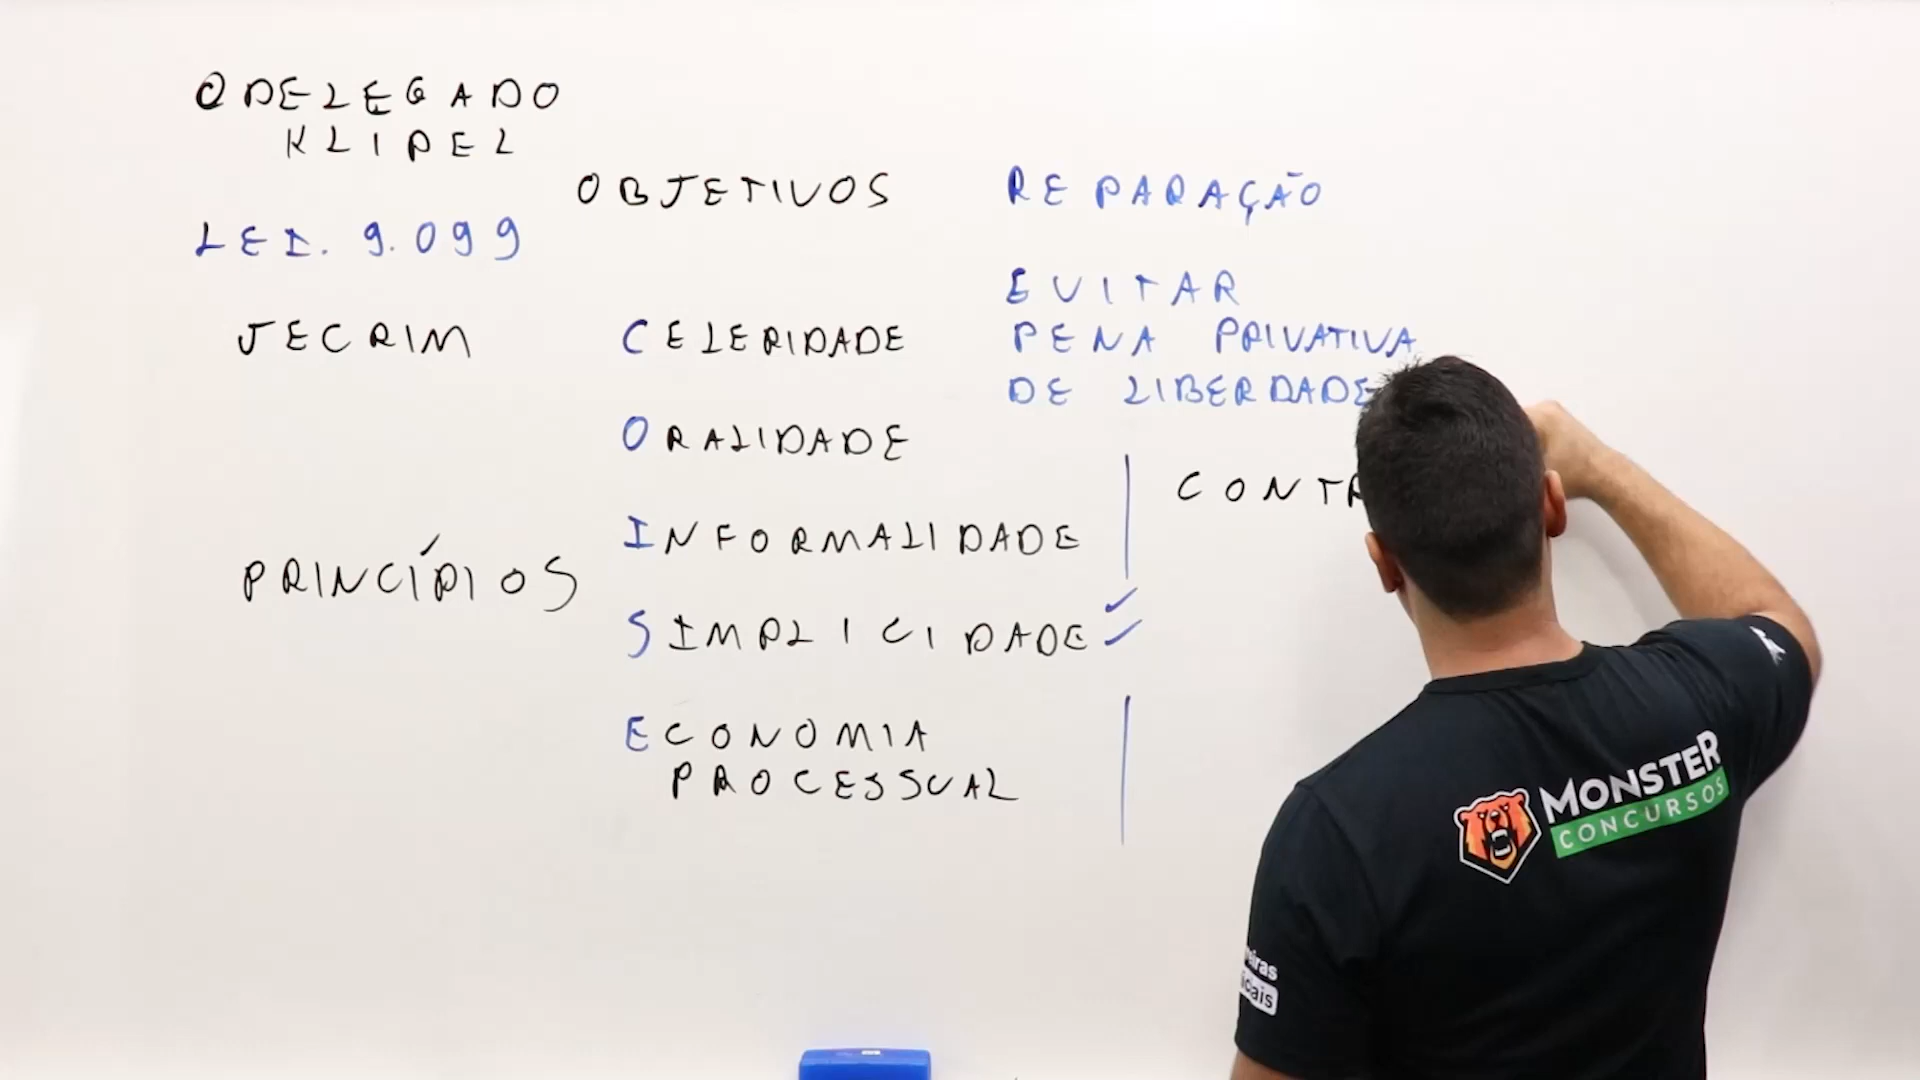 @DELEGADO
KLIPEL
OBJETIVOS
REPARAÇÃO
LEI. 9.099
EVITAR
PENA PRIVATIVA
DE LIBERDADE
JECRIM
CELERIDADE
ORALIDADE
CONTR
INFORMALIDADE
PRINCÍPIOS
SIMPLICIDADE
ECONOMIA
PROCESSUAL
MONSTER
CONCURSOS